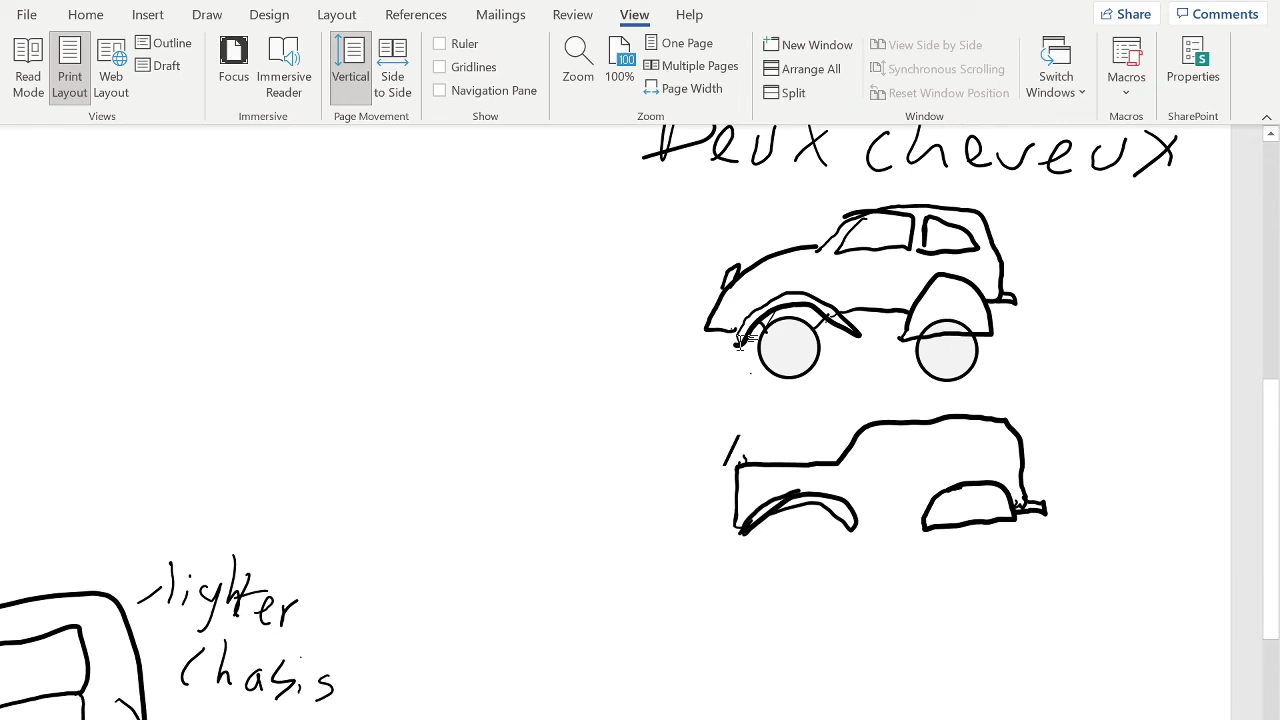 File Home Insert Draw Design Layout References Mailings Review View Help Share Comments
Read Mode
Print Layout
Web Layout
Outline
Draft
Views
Focus
Immersive Reader
Immersive
Vertical
Side to Side
Page Movement
Ruler
Gridlines
Navigation Pane
Show
Zoom
100
100%
One Page
Multiple Pages
Page Width
Zoom
New Window
Arrange All
Split
View Side by Side
Synchronous Scrolling
Reset Window Position
Switch Windows
Window
Macros
Macros
S
Properties
SharePoint
Deux cheveux
lighter
chasis